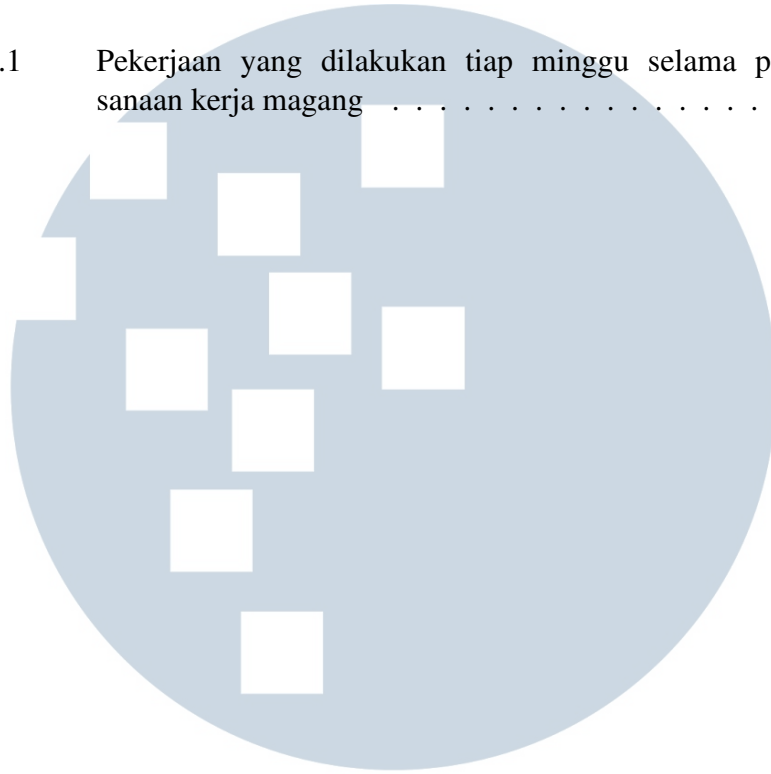 .1 Pekerjaan yang dilakukan tiap minggu selama p
sanaan kerja magang . . . . . . . . . . . . . . . .